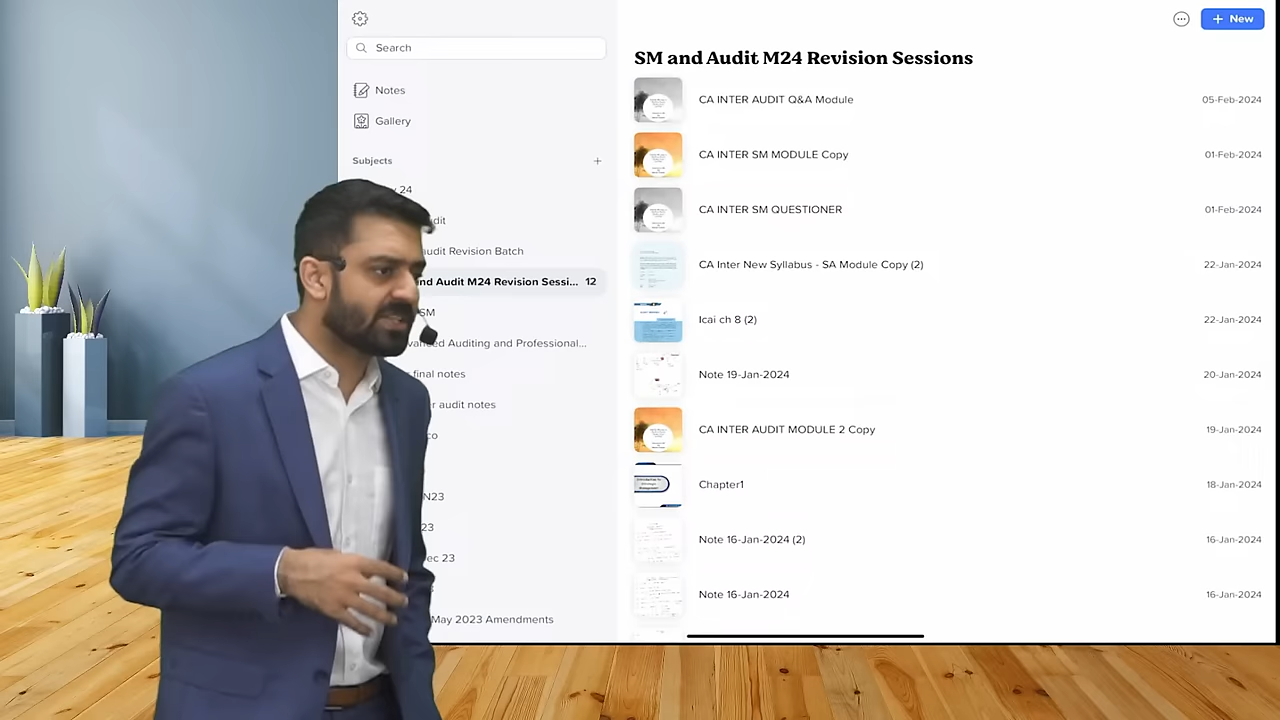 Search
+ New
SM and Audit M24 Revision Sessions
Notes
Subjec
24
dit
udit Revision Batch
nd Audit M24 Revision Sessi... 12
SM
vanced Auditing and Professional...
final notes
r audit notes
co
N23
23
ec 23
May 2023 Amendments
CA INTER AUDIT Q&A Module 05-Feb-2024
CA INTER SM MODULE Copy 01-Feb-2024
CA INTER SM QUESTIONER 01-Feb-2024
CA Inter New Syllabus - SA Module Copy (2) 22-Jan-2024
Icai ch 8 (2) 22-Jan-2024
Note 19-Jan-2024 20-Jan-2024
CA INTER AUDIT MODULE 2 Copy 19-Jan-2024
Chapter1 18-Jan-2024
Note 16-Jan-2024 (2) 16-Jan-2024
Note 16-Jan-2024 16-Jan-2024